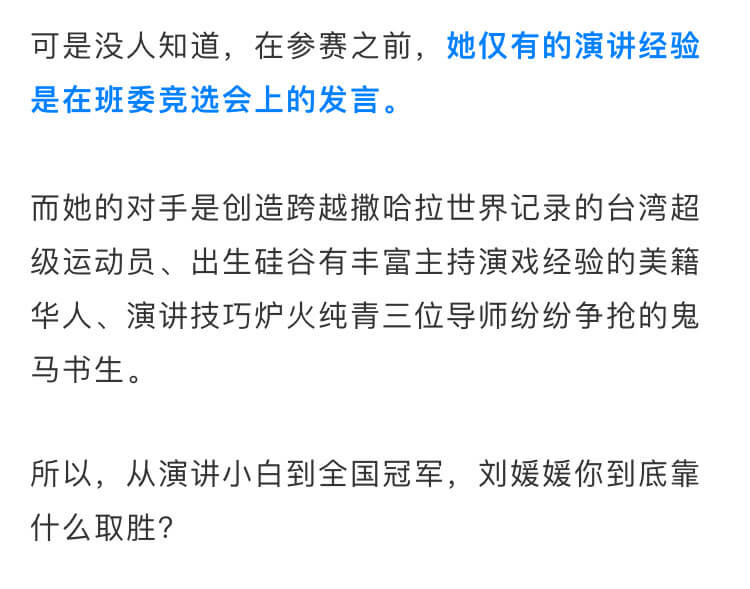 可是没人知道，在参赛之前，她仅有的演讲经验
是在班委竞选会上的发言。
而她的对手是创造跨越撒哈拉世界记录的台湾超
级运动员、出生硅谷有丰富主持演戏经验的美籍
华人、演讲技巧炉火纯青三位导师纷纷争抢的鬼
马书生。
所以，从演讲小白到全国冠军，刘媛媛你到底靠
什么取胜？